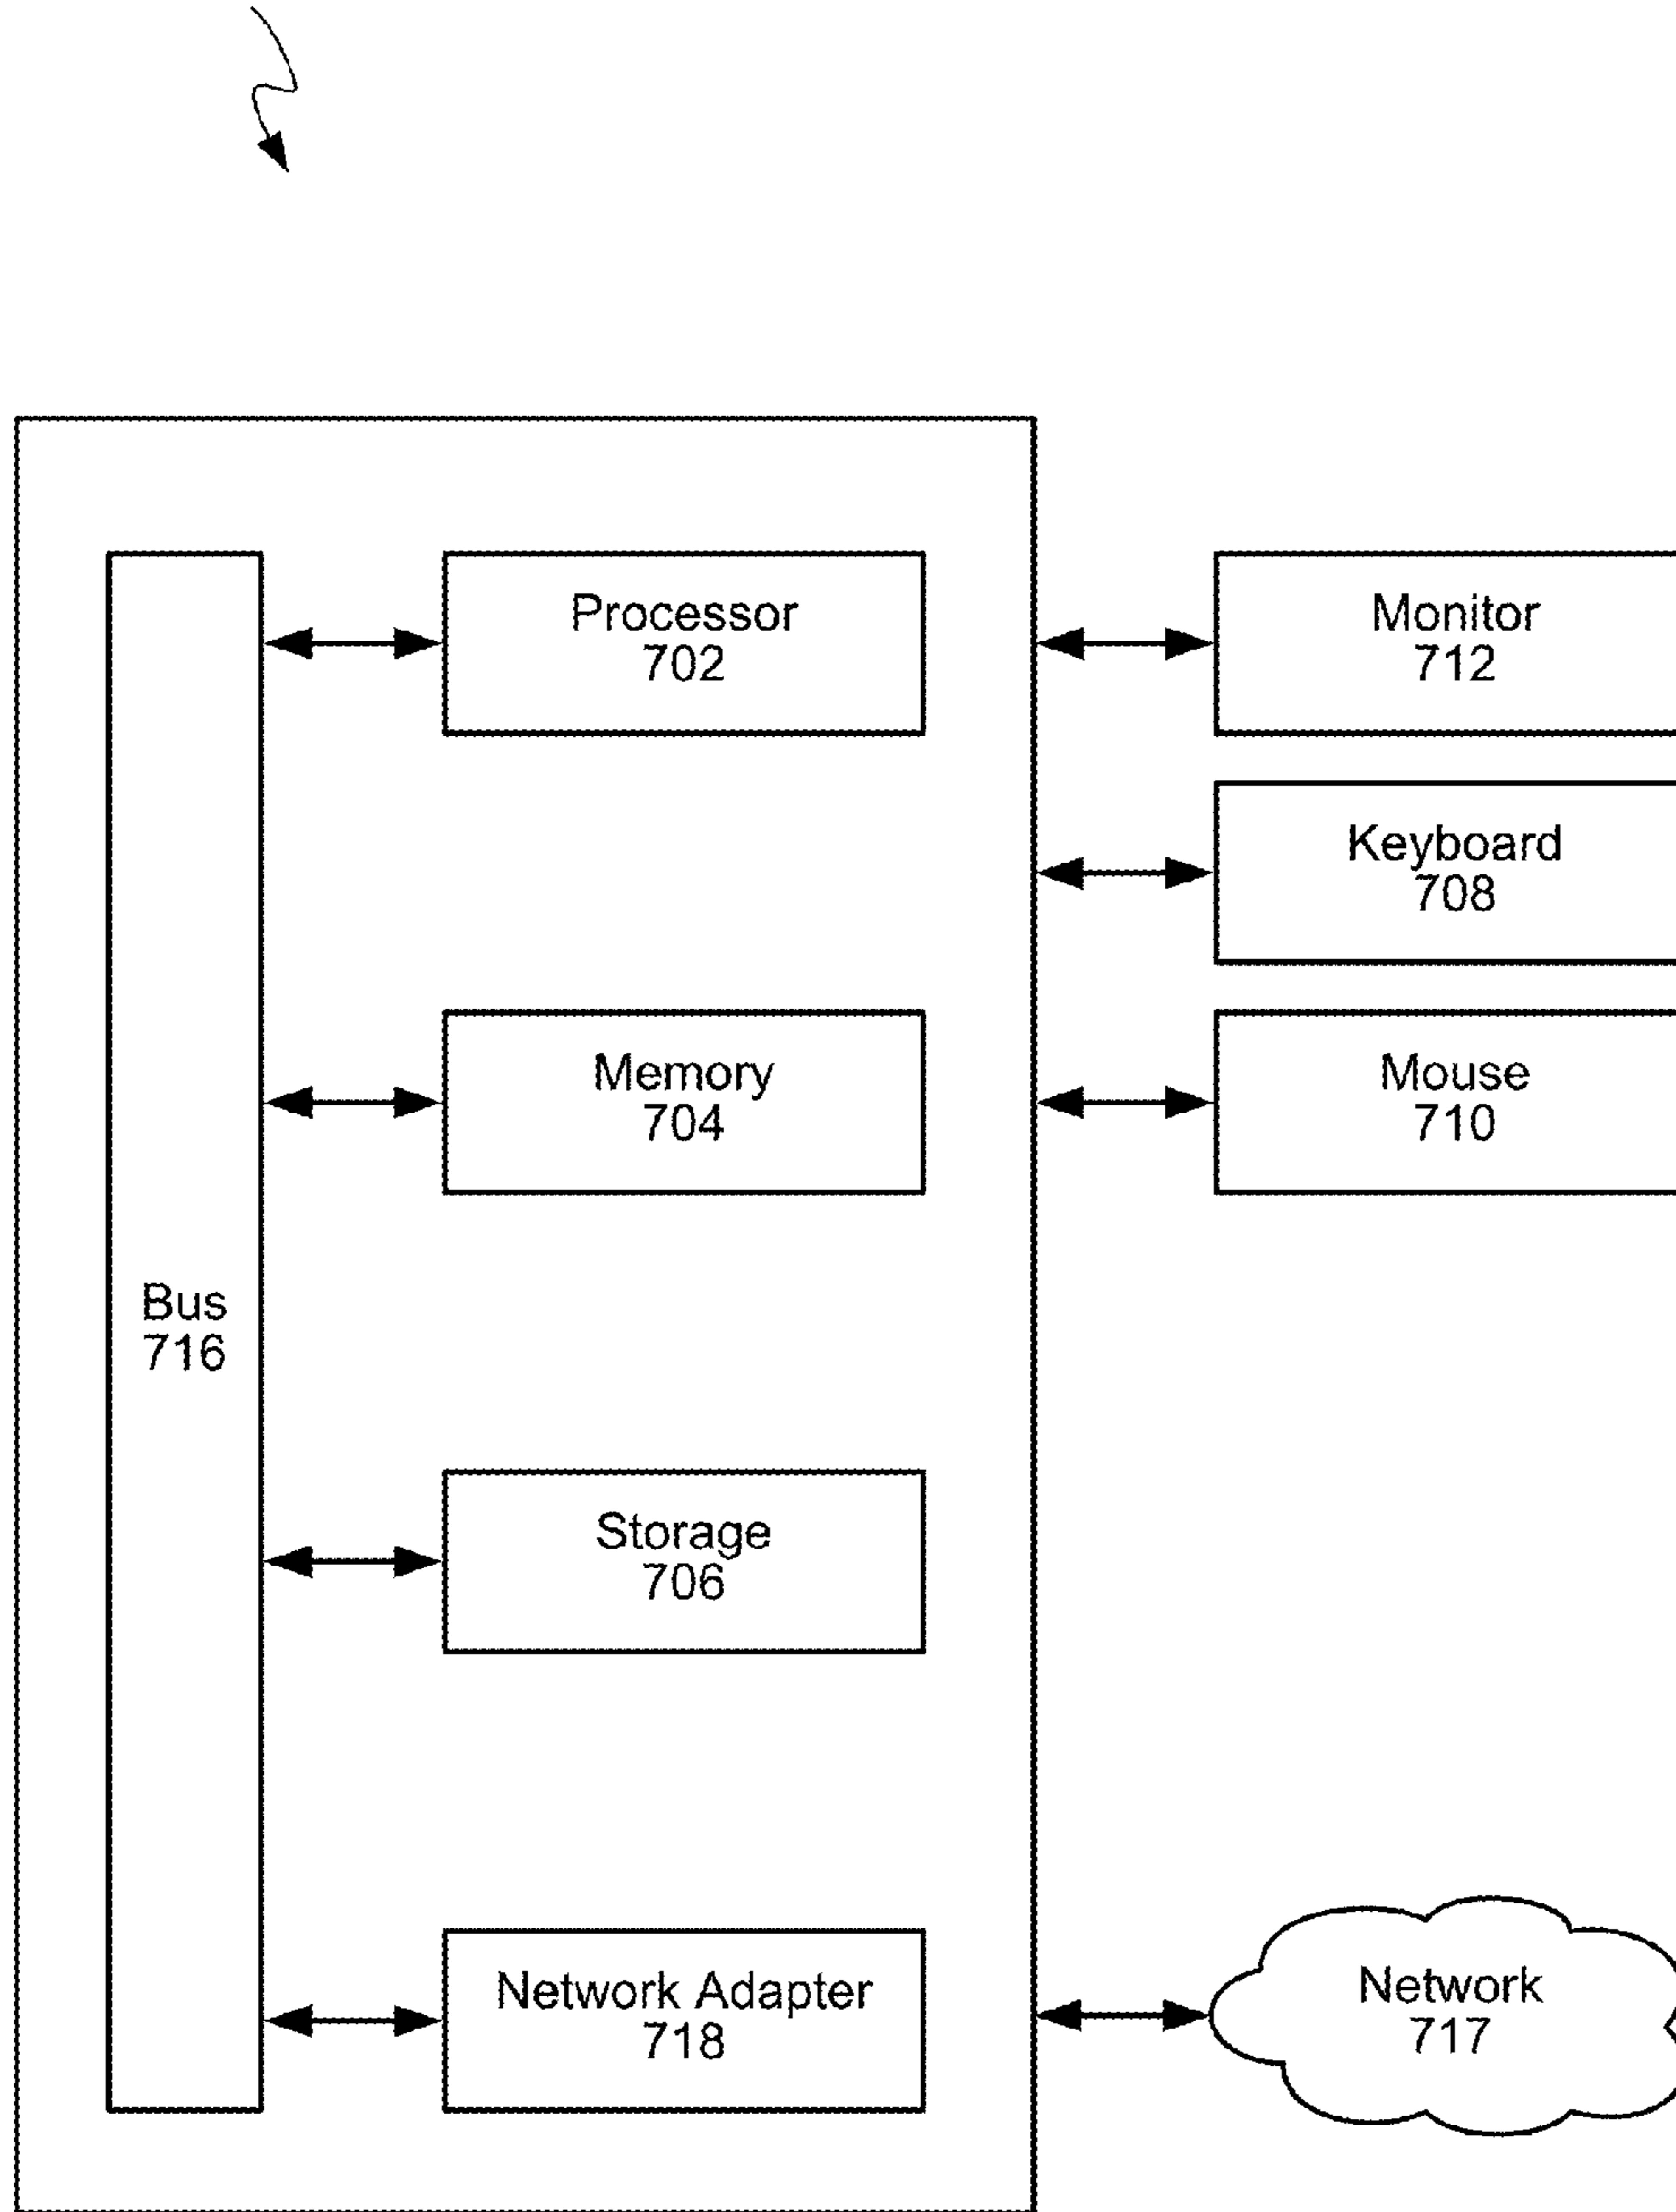 Processor
702
Monitor
712
Keyboard
708
Memory
704
Mouse
710
Bus
716
Storage
706
Network Adapter
718
Network
717